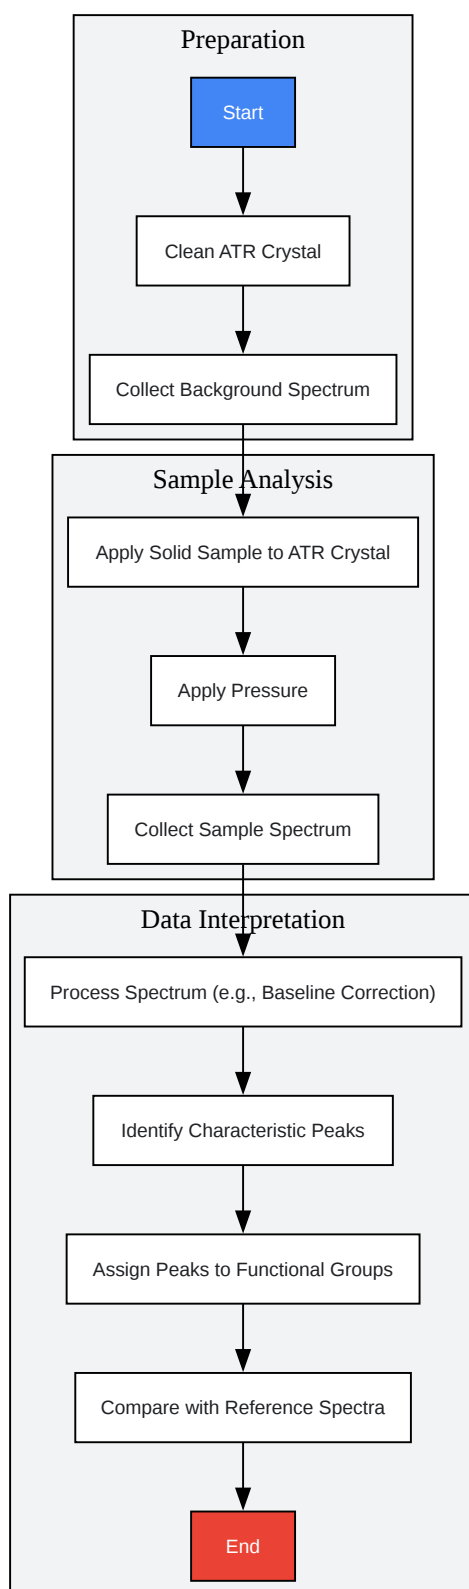 Preparation
Start
Clean ATR Crystal
Collect Background Spectrum
Sample Analysis
Apply Solid Sample to ATR Crystal
Apply Pressure
Collect Sample Spectrum
Data Interpretation
Process Spectrum (e.g., Baseline Correction)
Identify Characteristic Peaks
Assign Peaks to Functional Groups
Compare with Reference Spectra
End